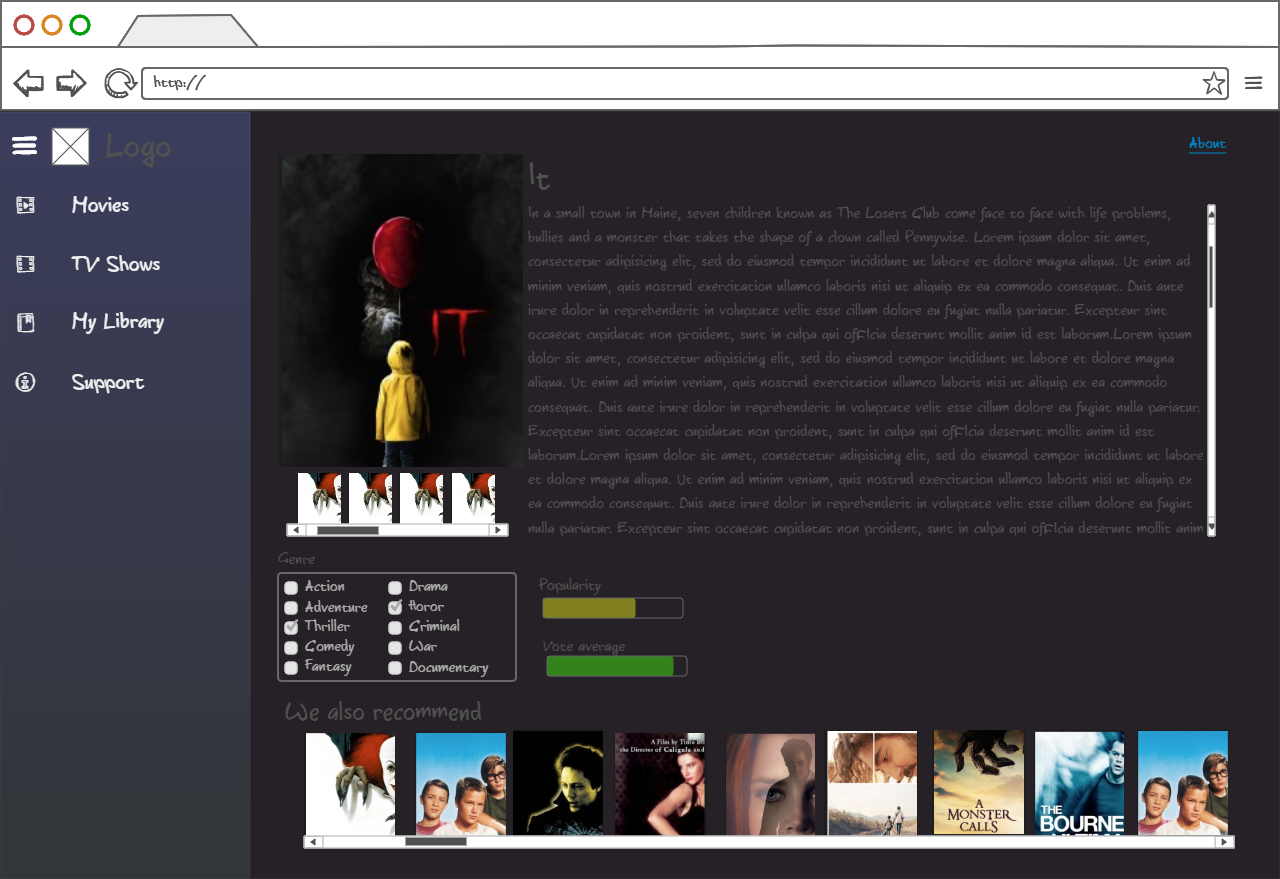 http://
Logo
About
Movies
TV Shows
My Library
Support
IT
It
In a small town in Maine, seven children known as The Losers Club come face to face with life problems,
bullies and a monster that takes the shape of a clown called Pennywise. Lorem ipsum dolor sit amet,
consectetur adipisicing elit, sed do eiusmod tempor incididunt ut labore et dolore magna aliqua. Ut enim ad
minim veniam, quis nostrud exercitation ullamco laboris nisi ut aliquip ex ea commodo consequat. Duis aute
irure dolor in reprehenderit in voluptate velit esse cillum dolore eu fugiat nulla pariatur. Excepteur sint
occaecat cupidatat non proident, sunt in culpa qui officia deserunt mollit anim id est laborum.Lorem ipsum
dolor sit amet, consectetur adipisicing elit, sed do eiusmod tempor incididunt ut labore et dolore magna
aliqua. Ut enim ad minim veniam, quis nostrud exercitation ullamco laboris nisi ut aliquip ex ea commodo
consequat. Duis aute irure dolor in reprehenderit in voluptate velit esse cillum dolore eu fugiat nulla pariatur.
Excepteur sint occaecat cupidatat non proident, sunt in culpa qui officia deserunt mollit anim id est
laborum.Lorem ipsum dolor sit amet, consectetur adipisicing elit, sed do eiusmod tempor incididunt ut labore
et dolore magna aliqua. Ut enim ad minim veniam, quis nostrud exercitation ullamco laboris nisi ut aliquip ex
ea commodo consequat. Duis aute irure dolor in reprehenderit in voluptate velit esse cillum dolore eu fugiat
nulla pariatur. Excepteur sint occaecat cupidatat non proident, sunt in culpa qui officia deserunt mollit anim
Genre
Action
Adventure
Thriller
Comedy
Fantasy
Drama
Horor
Criminal
War
Documentary
Popularity
Vote average
We also recommend
A Film by Tinto
the Director of Caligula and
A
MONSTER
CALLS
THE
BOURNE